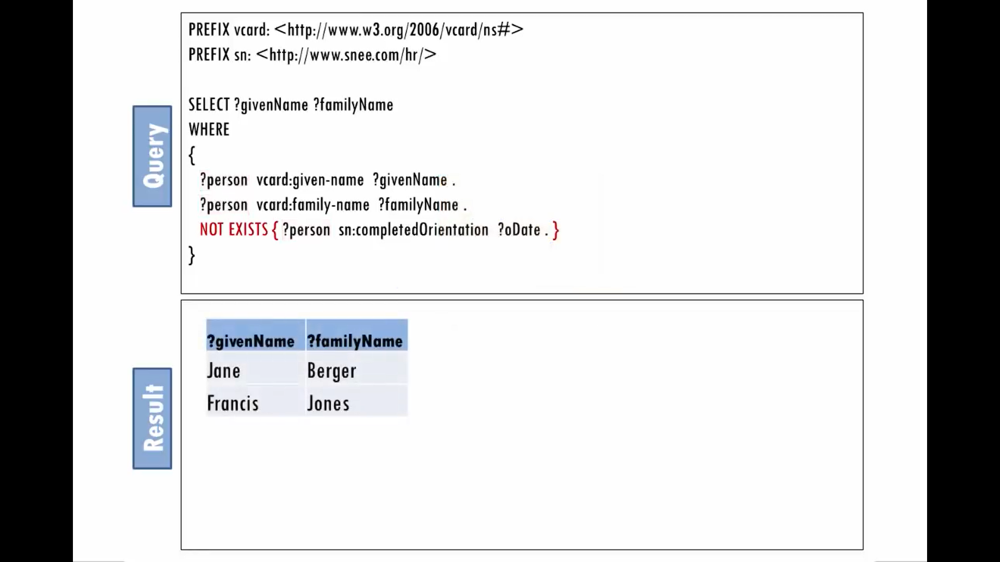 PREFIX vcard: <http://www.w3.org/2006/vcard/ns#>
PREFIX sn: <http://www.snee.com/hr/>
SELECT ?givenName ?familyName
WHERE
{
?person vcard:given-name ?givenName .
?person vcard:family-name ?familyName .
NOT EXISTS { ?person sn:completedOrientation ?oDate . }
}
Query
?givenName ?familyName
Jane Berger
Francis Jones
Result